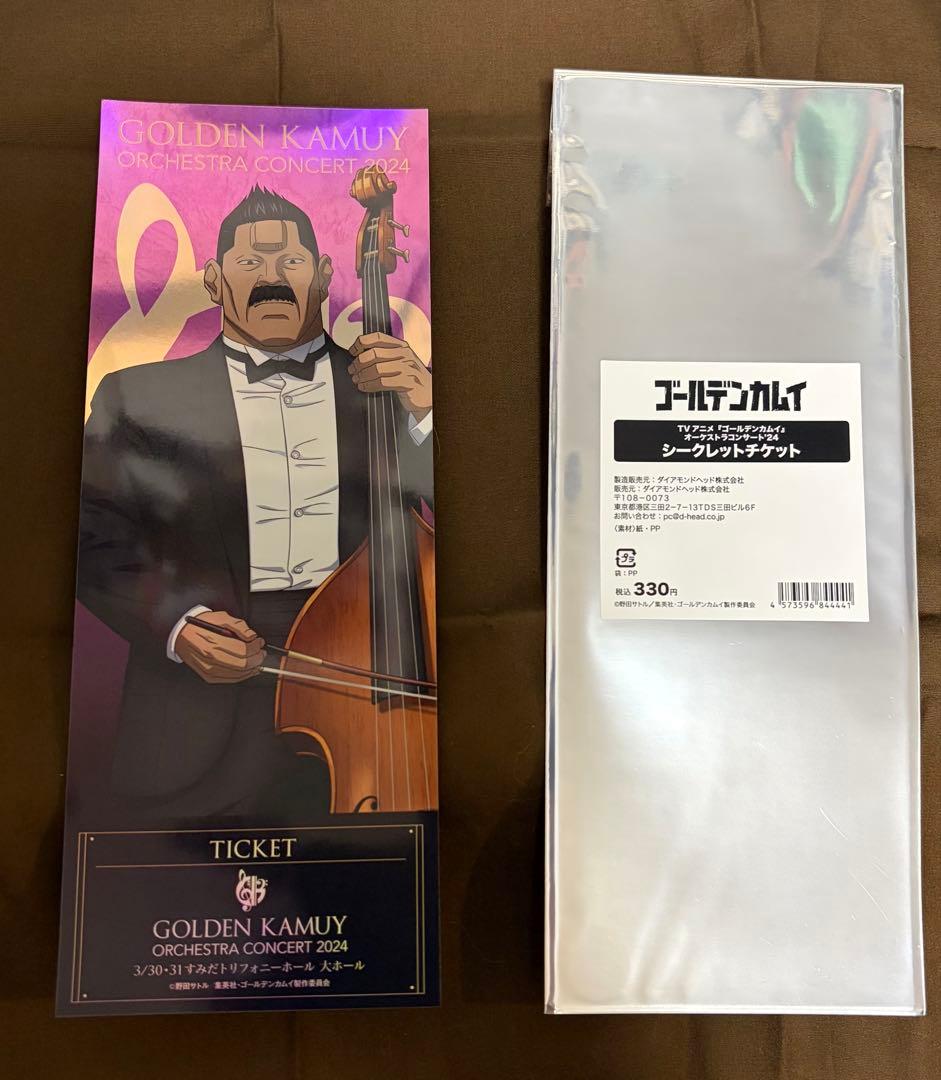 GOLDEN KAMUY
ORCHESTRA CONCERT 2024
TICKET
GOLDEN KAMUY
ORCHESTRA CONCERT 2024
3/30・31すみだトリフォニーホール 大ホール
©野田サトル 集英社・ゴールデンカムイ製作委員会
ゴールデンカムイ
TVアニメ『ゴールデンカムイ』
オーケストラコンサート'24
シークレットチケット
製造販売元：ダイアモンドヘッド株式会社
販売元：ダイアモンドヘッド株式会社
〒108-0073
東京都港区三田2-7-13TDS三田ビル6F
お問い合わせ：pc@d-head.co.jp
〈素材〉紙・PP
プラ
袋：PP
税込 330円
©野田サトル／集英社・ゴールデンカムイ製作委員会
4 573596 844441